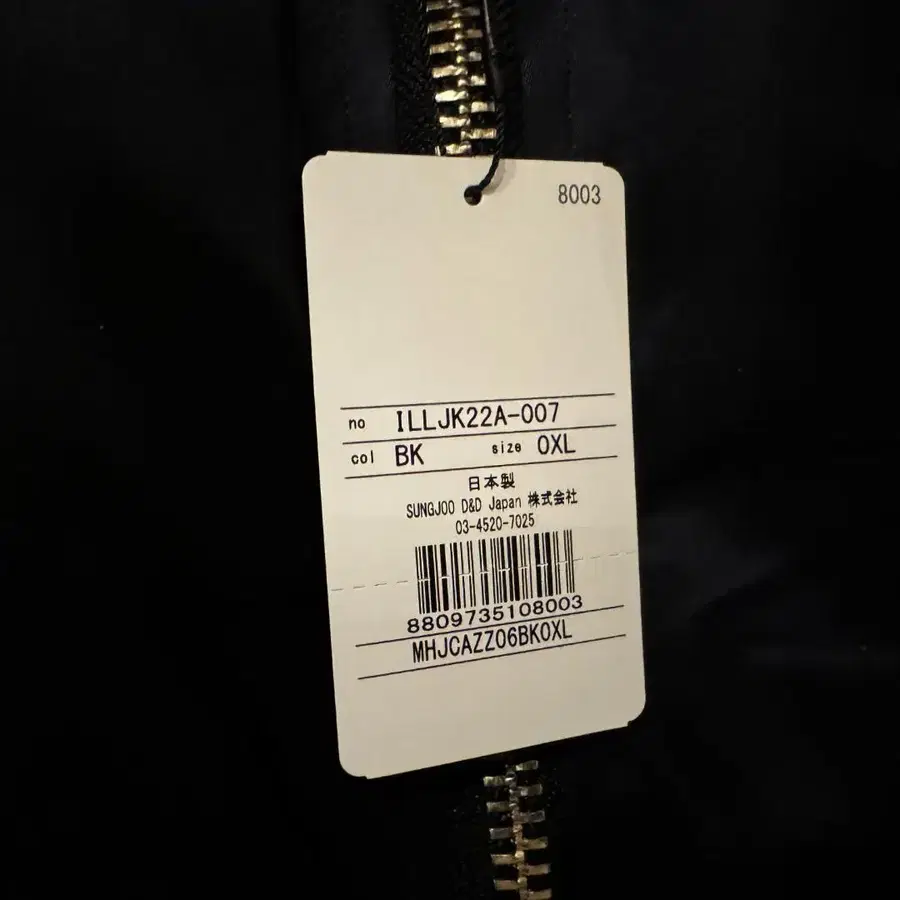 8003
no ILLJK22A-007
col BK size 0XL
日本製
SUNGJOO D&D Japan 株式会社
03-4520-7025
8809735108003
MHJCAZZ06BK0XL